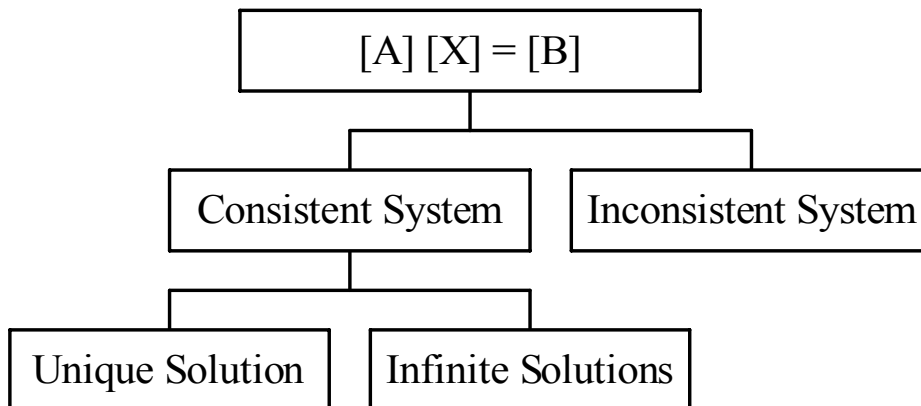 [A] [X] = [B]
Consistent System
Inconsistent System
Unique Solution
Infinite Solutions